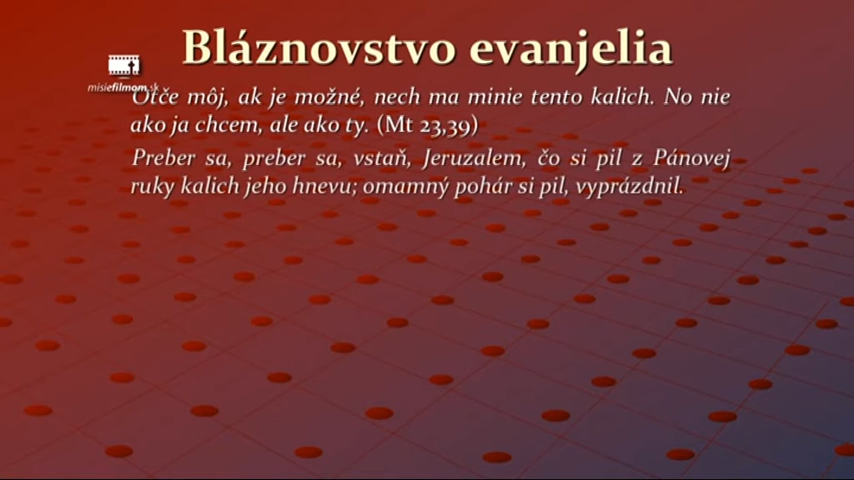 Bláznovstvo evanjelia
misiefilmom.sk
Otče môj, ak je možné, nech ma minie tento kalich. No nie
ako ja chcem, ale ako ty. (Mt 23,39)
Preber sa, preber sa, vstaň, Jeruzalem, čo si pil z Pánovej
ruky kalich jeho hnevu; omamný pohár si pil, vyprázdnil.